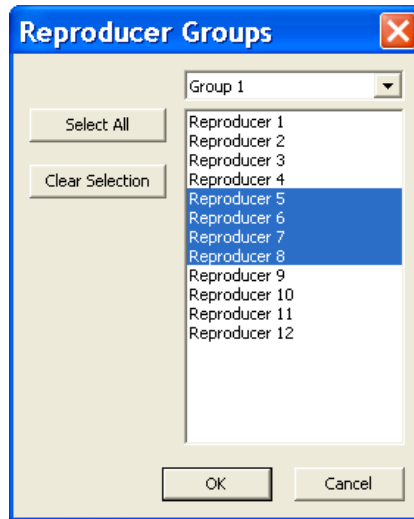 Reproducer Groups
Group 1
Select All
Clear Selection
Reproducer 1
Reproducer 2
Reproducer 3
Reproducer 4
Reproducer 5
Reproducer 6
Reproducer 7
Reproducer 8
Reproducer 9
Reproducer 10
Reproducer 11
Reproducer 12
OK
Cancel